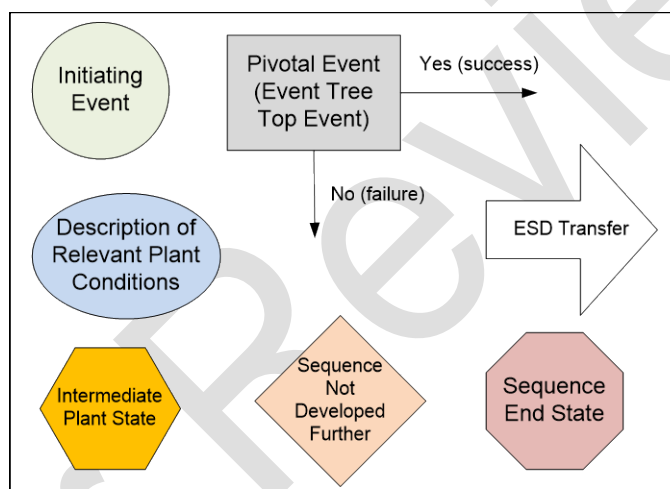 Initiating
Event
Pivotal Event
(Event Tree
Top Event)
Yes (success)
No (failure)
Description of
Relevant Plant
Conditions
ESD Transfer
Intermediate
Plant State
Sequence
Not
Developed
Further
Sequence
End State